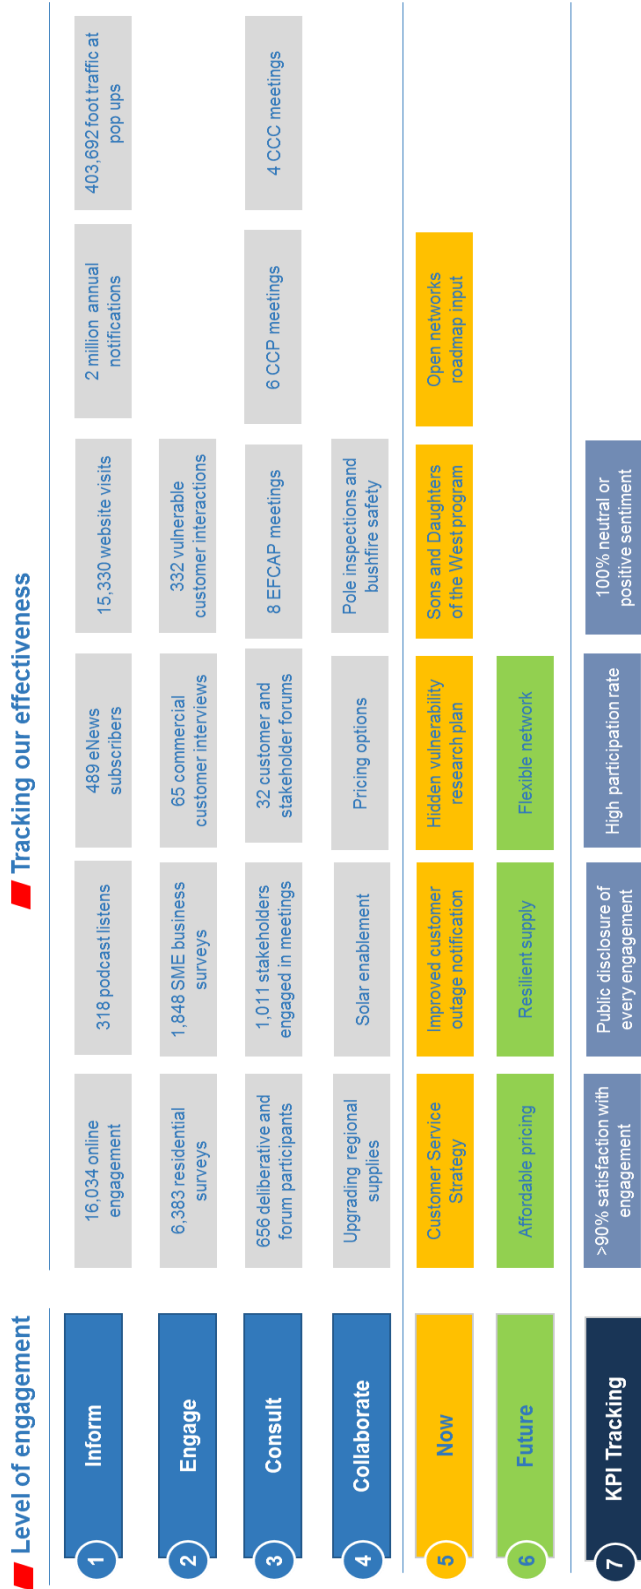 Level of engagement
Tracking our effectiveness
1
Inform
16,034 online
engagement
318 podcast listens
489 eNews
subscribers
15,330 website visits
2 million annual
notifications
403,692 foot traffic at
pop ups
2
Engage
6,383 residential
surveys
1,848 SME business
surveys
65 commercial
customer interviews
332 vulnerable
customer interactions
3
Consult
656 deliberative and
forum participants
1,011 stakeholders
engaged in meetings
32 customer and
stakeholder forums
8 EFCAP meetings
6 CCP meetings
4 CCC meetings
4
Collaborate
Upgrading regional
supplies
Solar enablement
Pricing options
Pole inspections and
bushfire safety
5
Now
Customer Service
Strategy
Improved customer
outage notification
Hidden vulnerability
research plan
Sons and Daughters
of the West program
Open networks
roadmap input
6
Future
Affordable pricing
Resilient supply
Flexible network
7
KPI Tracking
>90% satisfaction with
engagement
Public disclosure of
every engagement
High participation rate
100% neutral or
positive sentiment